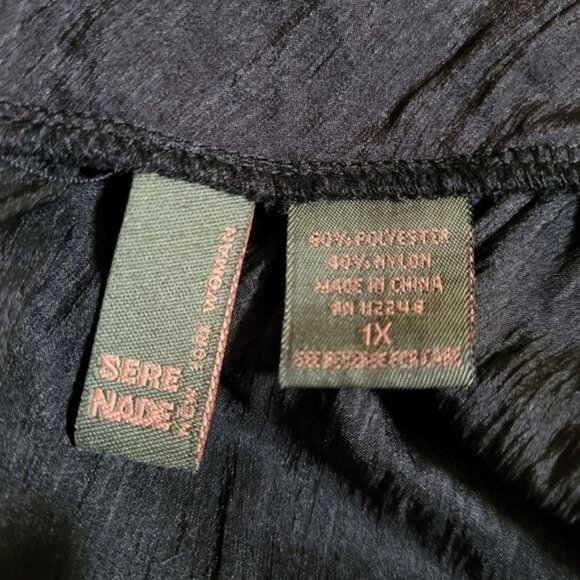 SERE
NADE
NEW YORK WOMAN
60% POLYESTER
40% NYLON
MADE IN CHINA
RN 112248
1X
SEE REVERSE FOR CARE